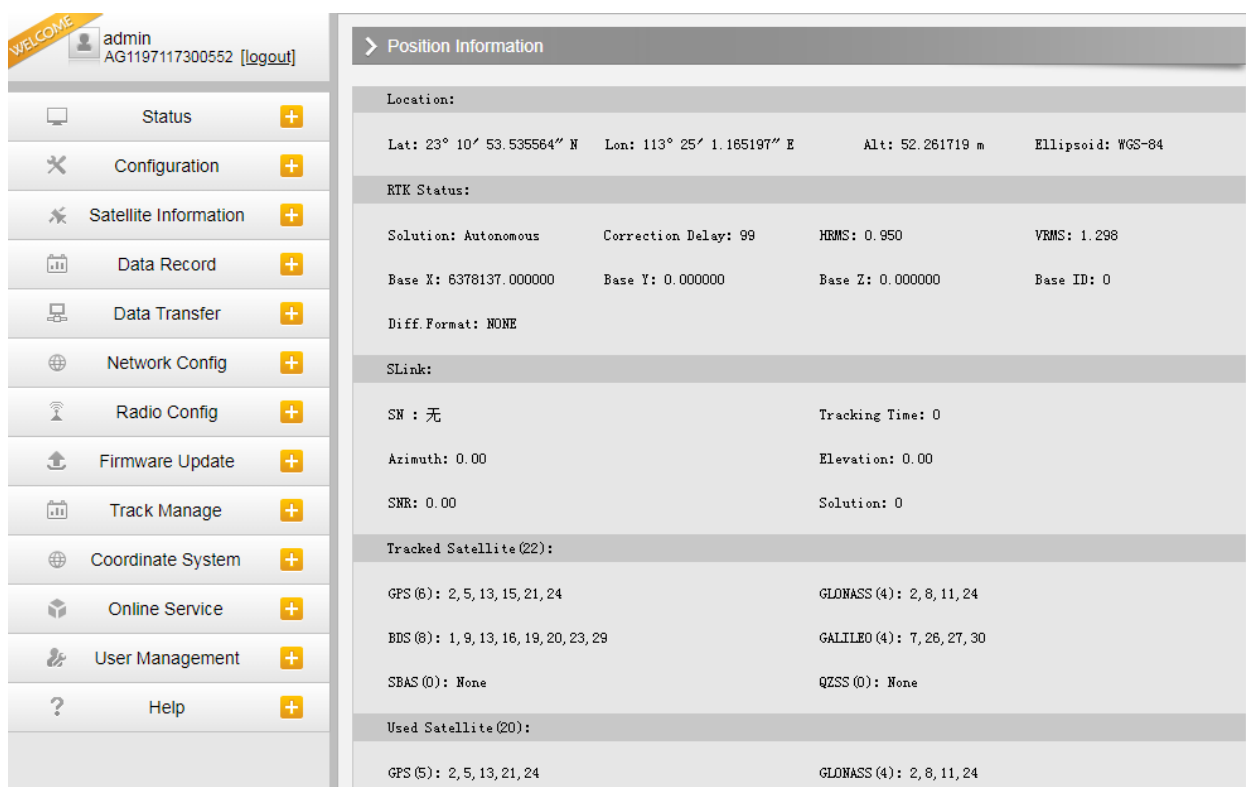 WELCOME
admin
AG1197117300552 [logout]
Status
Configuration
Satellite Information
Data Record
Data Transfer
Network Config
Radio Config
Firmware Update
Track Manage
Coordinate System
Online Service
User Management
Help
Position Information
Location:
Lat: 23° 10′ 53.535564″ N Lon: 113° 25′ 1.165197″ E Alt: 52.261719 m Ellipsoid: WGS-84
RTK Status:
Solution: Autonomous Correction Delay: 99 HRMS: 0.950 VRMS: 1.298
Base X: 6378137.000000 Base Y: 0.000000 Base Z: 0.000000 Base ID: 0
Diff.Format: NONE
SLink:
SN : 无 Tracking Time: 0
Azimuth: 0.00 Elevation: 0.00
SNR: 0.00 Solution: 0
Tracked Satellite(22):
GPS(6): 2,5,13,15,21,24 GLONASS(4): 2,8,11,24
BDS(8): 1,9,13,16,19,20,23,29 GALILEO(4): 7,26,27,30
SBAS(0): None QZSS(0): None
Used Satellite(20):
GPS(5): 2,5,13,21,24 GLONASS(4): 2,8,11,24